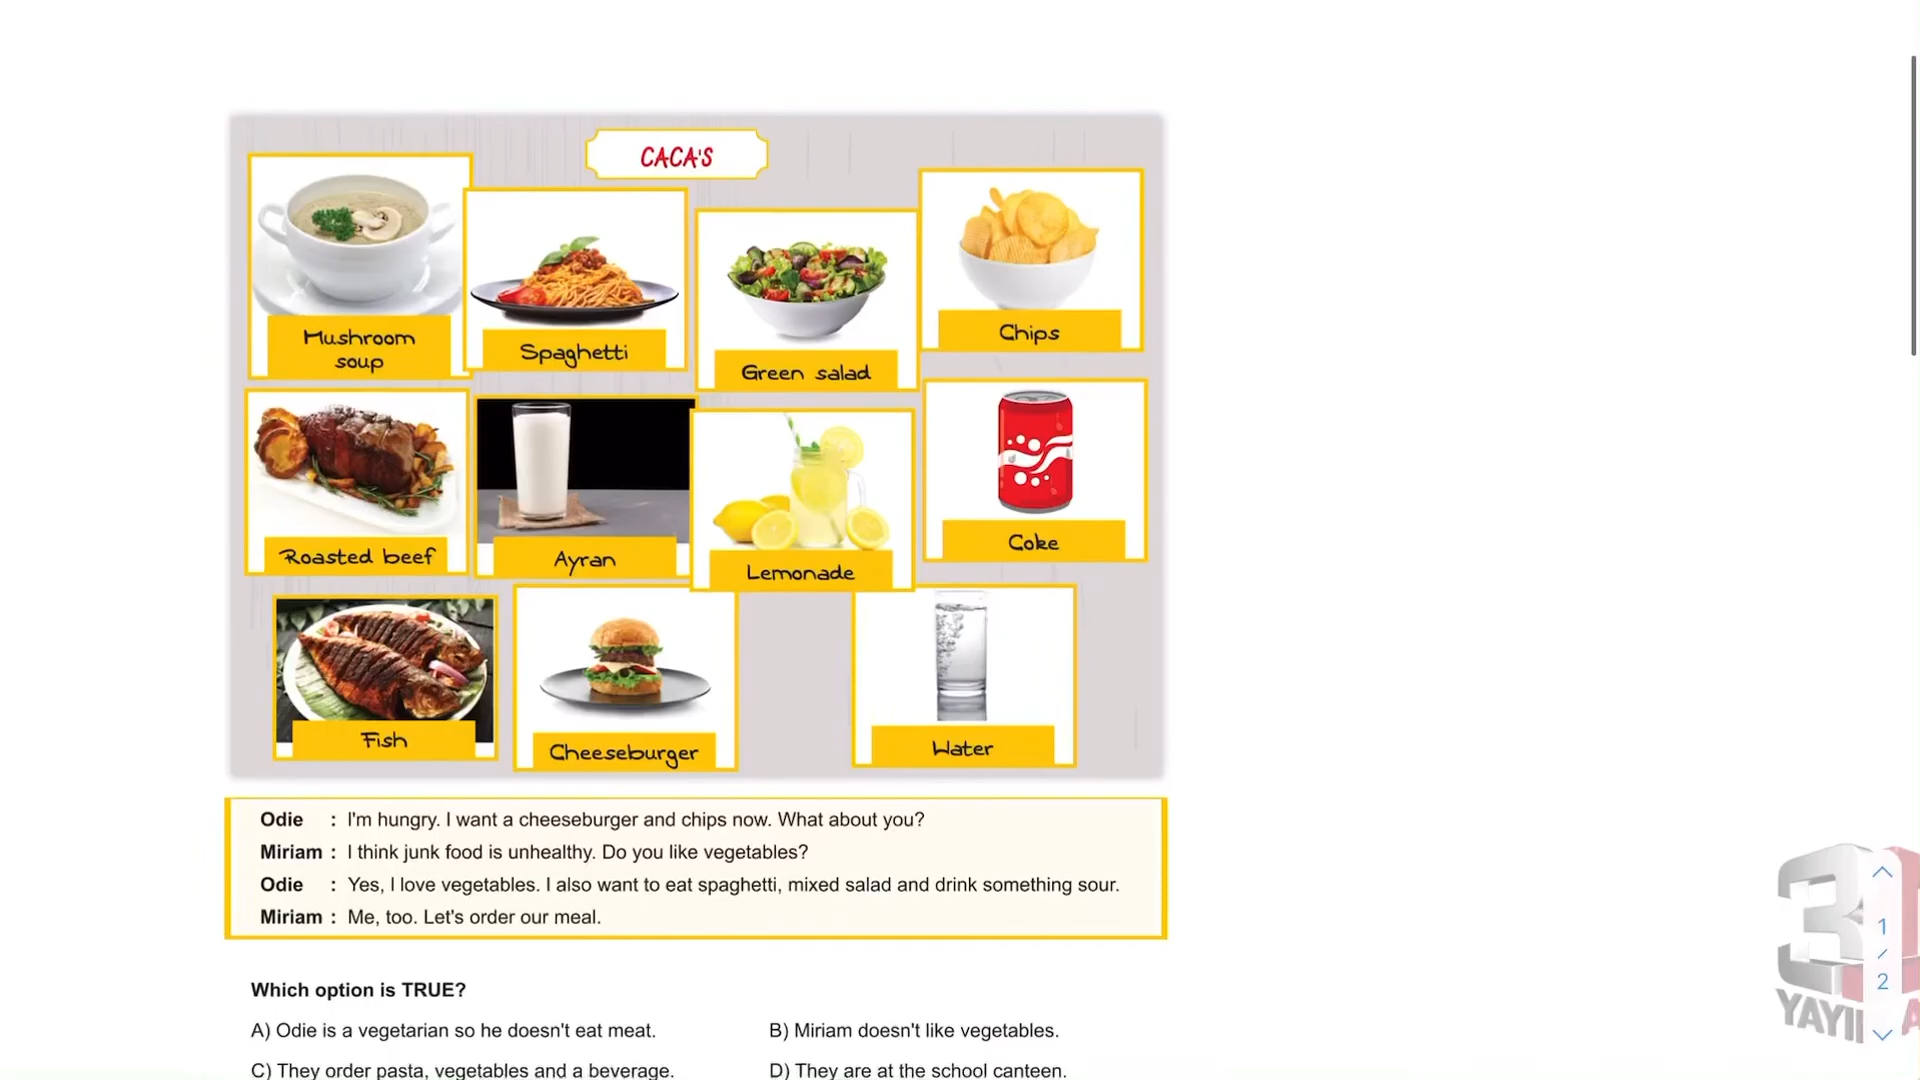 CACA'S
Mushroom
soup
Spaghetti
Green salad
Chips
Roasted beef
Ayran
Lemonade
Coke
Fish
Cheeseburger
Water
Odie : I'm hungry. I want a cheeseburger and chips now. What about you?
Miriam : I think junk food is unhealthy. Do you like vegetables?
Odie : Yes, I love vegetables. I also want to eat spaghetti, mixed salad and drink something sour.
Miriam : Me, too. Let's order our meal.
Which option is TRUE?
A) Odie is a vegetarian so he doesn't eat meat.
B) Miriam doesn't like vegetables.
C) They order pasta, vegetables and a beverage.
D) They are at the school canteen.
1
/
2